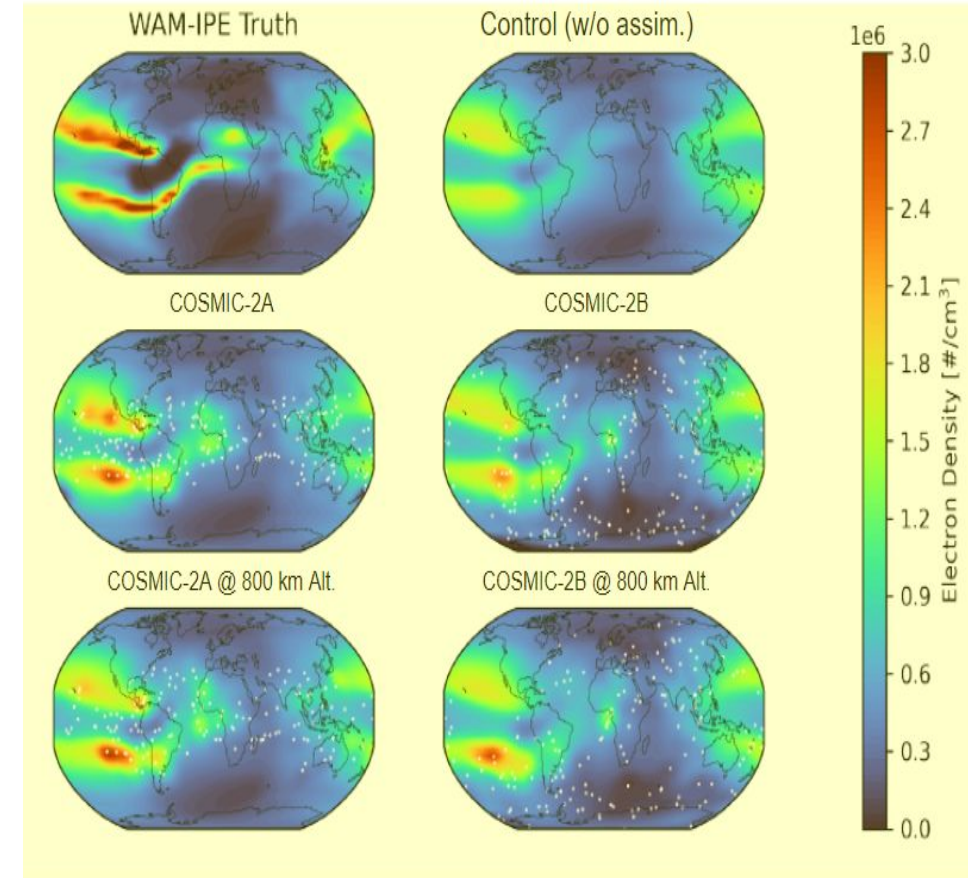 WAM-IPE Truth
Control (w/o assim.)
1e6
3.0
2.7
2.4
COSMIC-2A
COSMIC-2B
2.1
1.8
1.5
1.2
COSMIC-2A @ 800 km Alt.
COSMIC-2B @ 800 km Alt.
0.9
0.6
0.3
0.0
Electron Density [#/cm³]